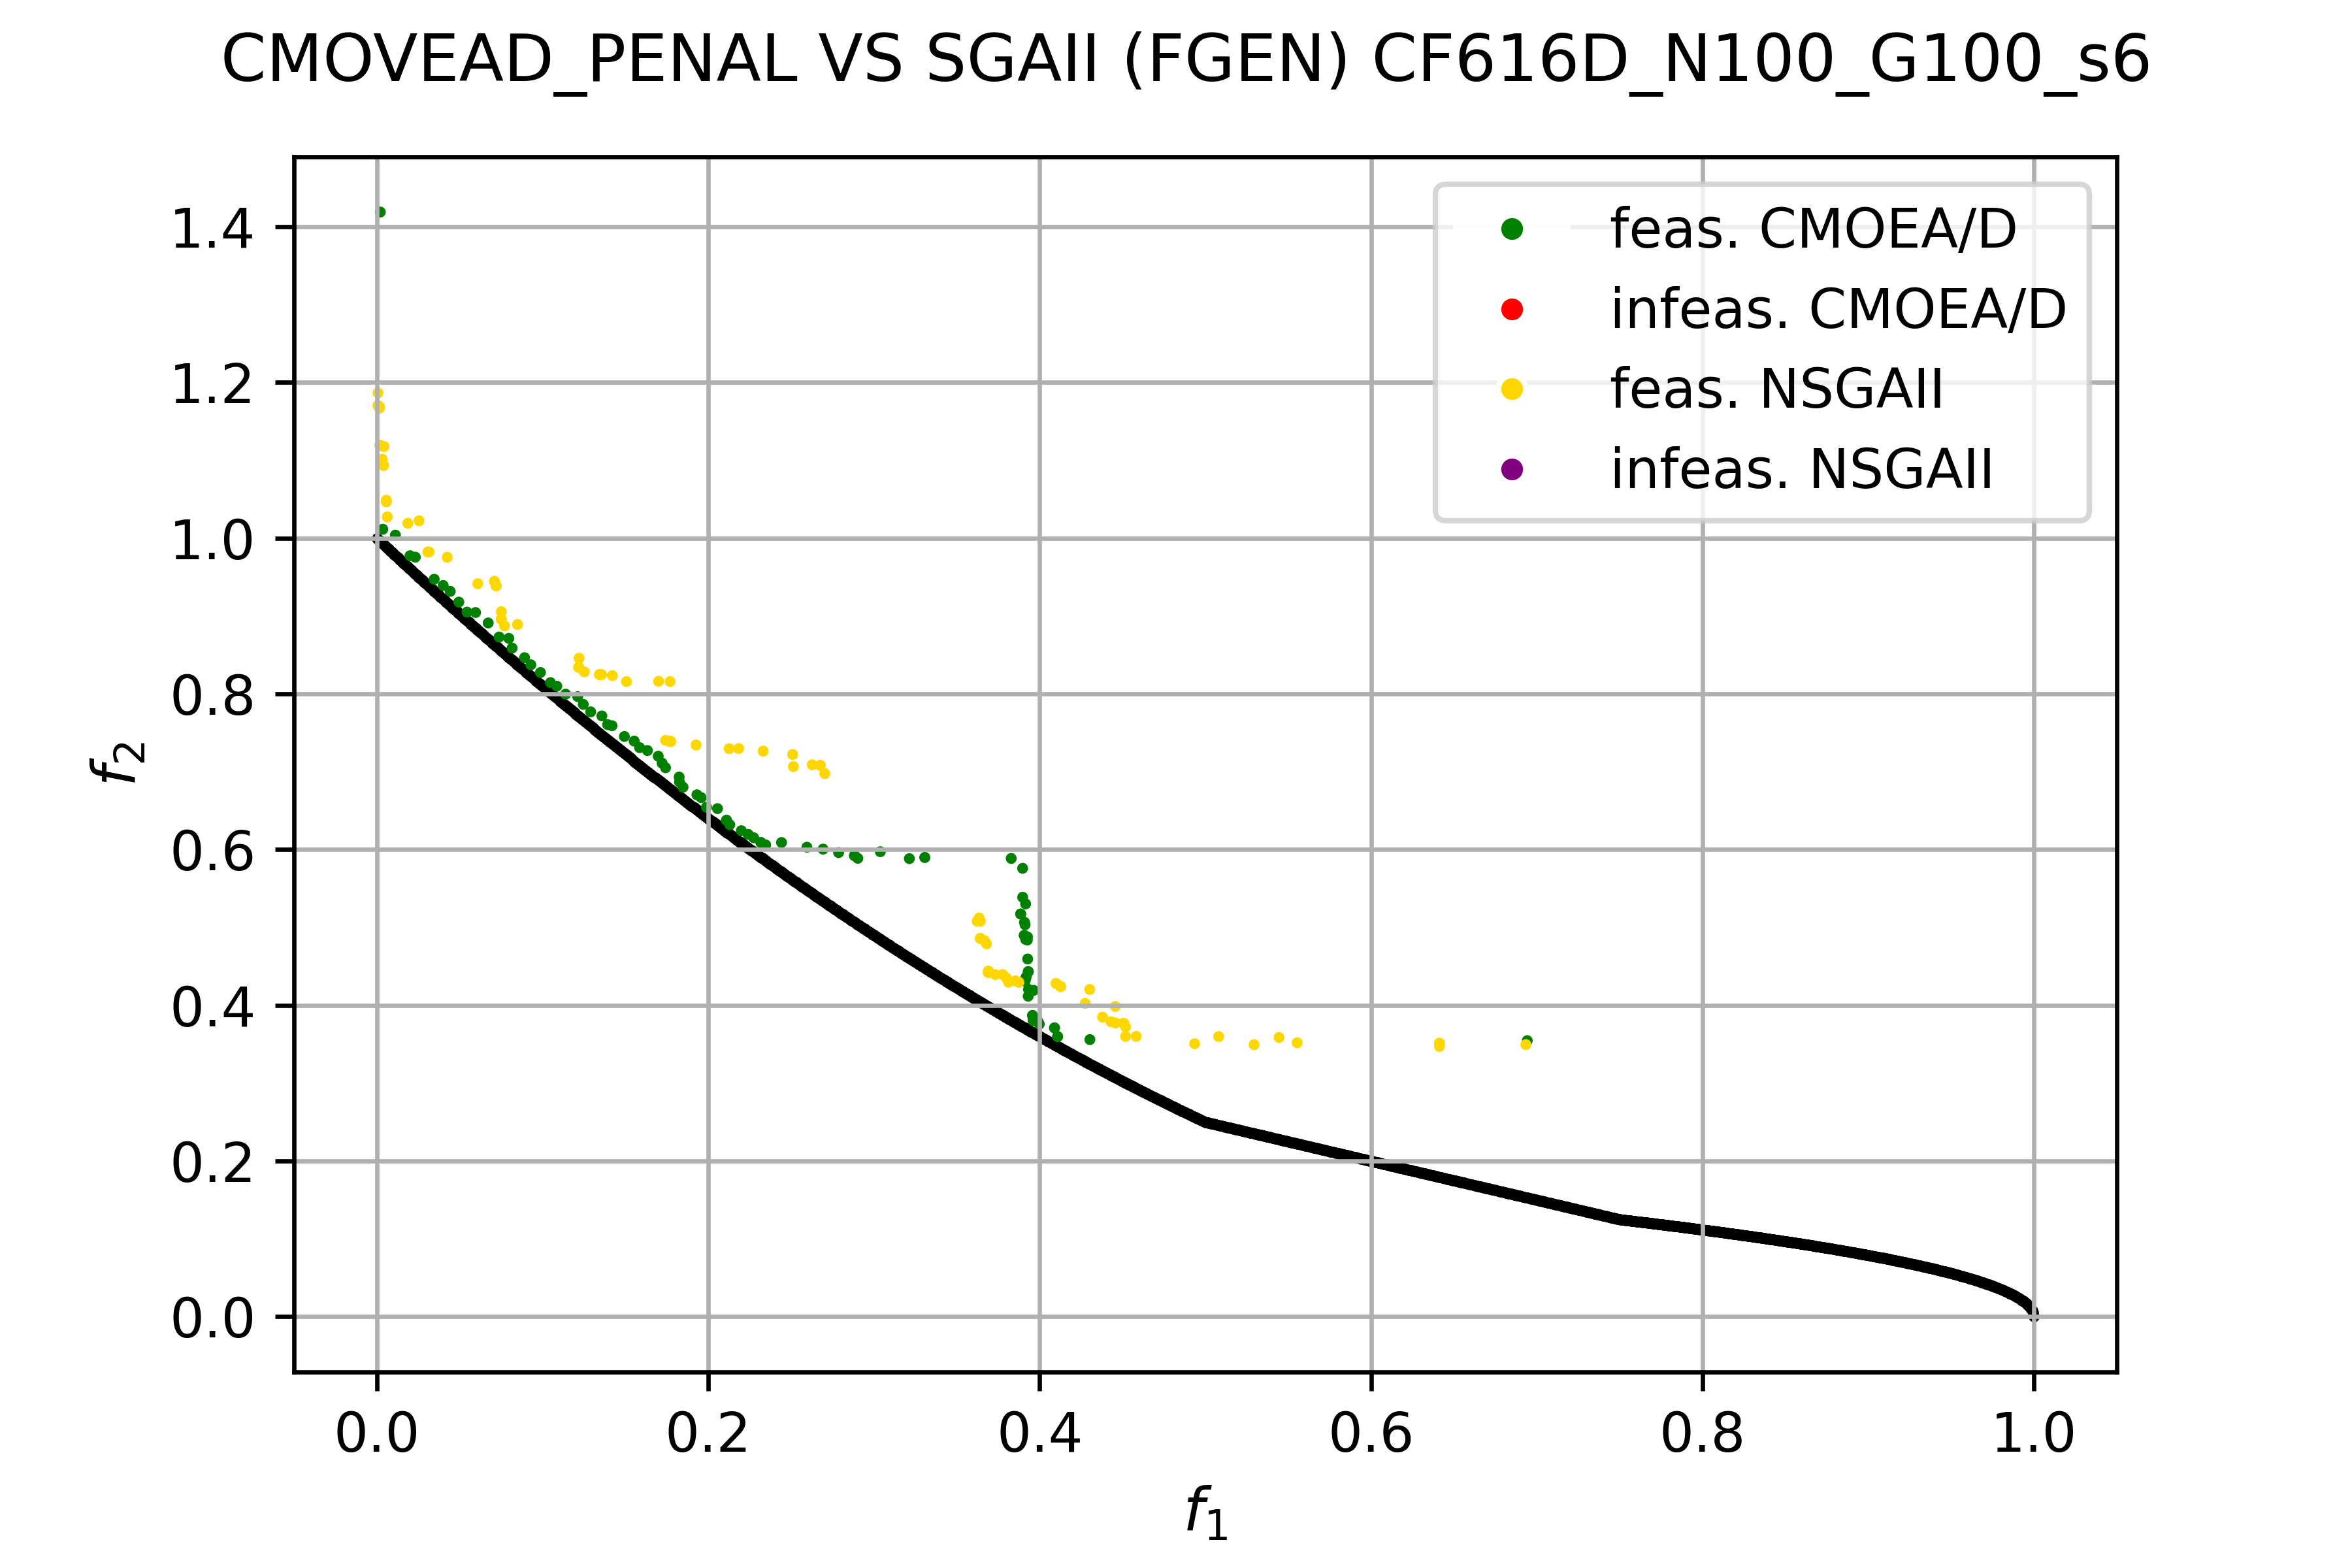 CMOVEAD_PENAL VS SGAII (FGEN) CF616D_N100_G100_s6
feas. CMOEA/D
infeas. CMOEA/D
feas. NSGAII
infeas. NSGAII
1.4
1.2
1.0
0.8
0.6
0.4
0.2
0.0
f2
0.0 0.2 0.4 0.6 0.8 1.0
f1